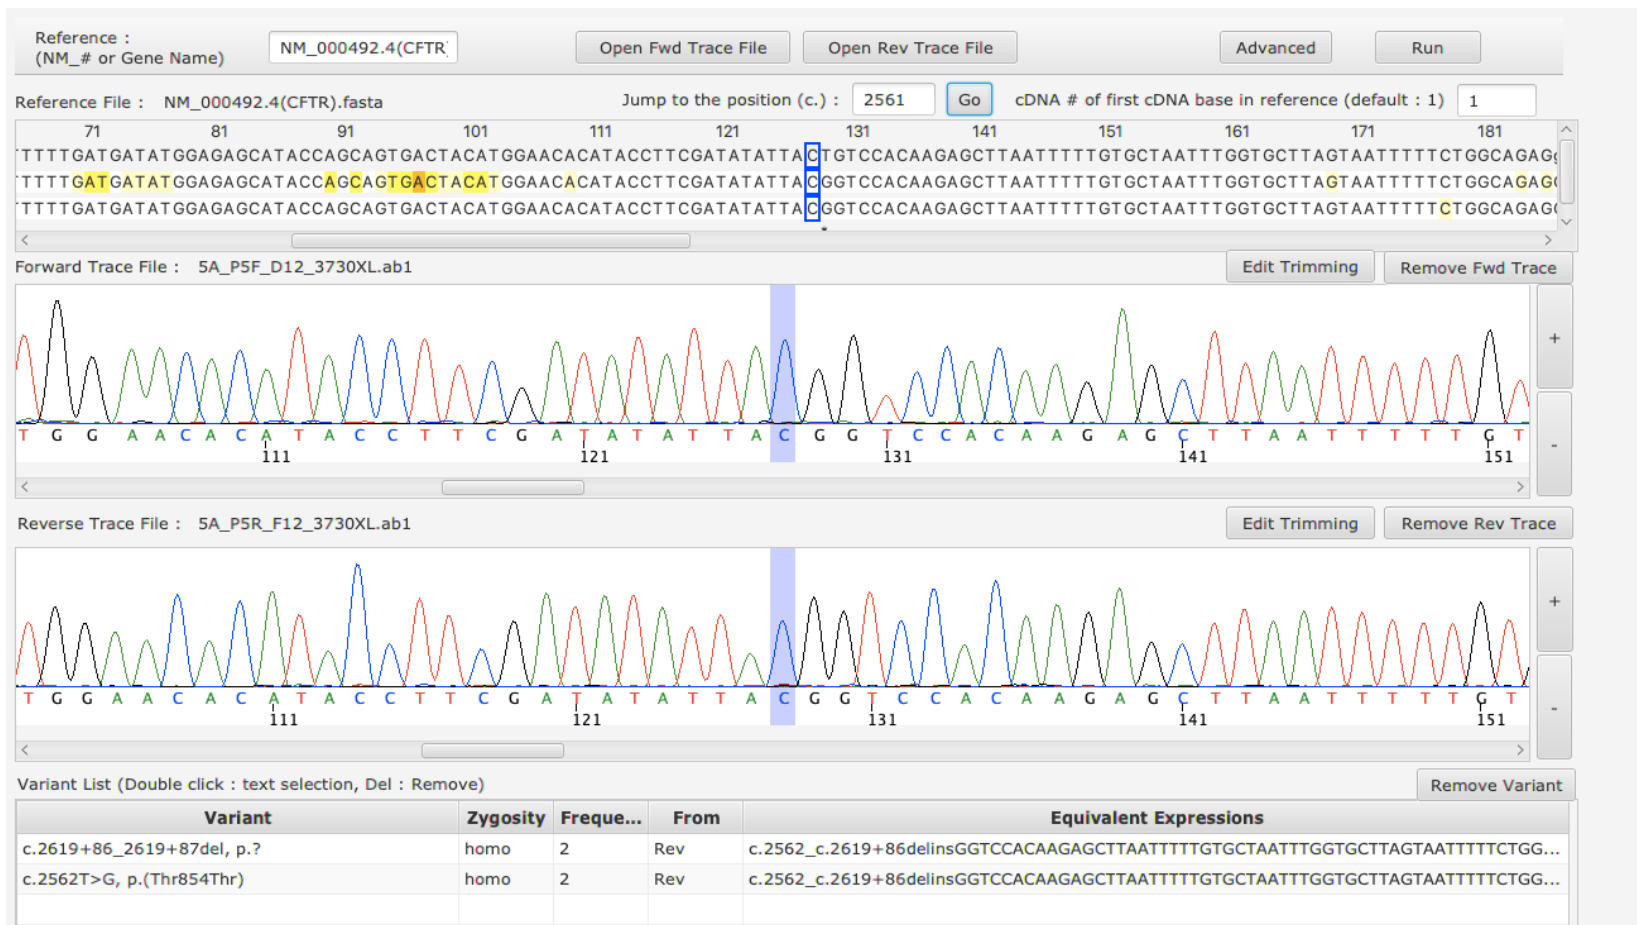 Reference :
(NM_# or Gene Name)
NM_000492.4(CFTR)
Open Fwd Trace File
Open Rev Trace File
Advanced
Run
Reference File : NM_000492.4(CFTR).fasta
Jump to the position (c.) : 2561 Go cDNA # of first cDNA base in reference (default : 1) 1
71 81 91 101 111 121 131 141 151 161 171 181
TTTTGATGATATGGAGAGCATACCAGCAGTGACTACATGGAACACATACCTTCGATATATTACTGTCCACAAGAGCTTAATTTTTGTGCTAATTTGGTGCTTAGTAATTTTTCTGGCAGAG
TTTTGATGATATGGAGAGCATACCAGCAGTGACTACATGGAACACATACCTTCGATATATTACGGTCCACAAGAGCTTAATTTTTGTGCTAATTTGGTGCTTAGTAATTTTTCTGGCAGAG
TTTTGATGATATGGAGAGCATACCAGCAGTGACTACATGGAACACATACCTTCGATATATTACGGTCCACAAGAGCTTAATTTTTGTGCTAATTTGGTGCTTAGTAATTTTTCTGGCAGAG
Forward Trace File : 5A_P5F_D12_3730XL.ab1
Edit Trimming
Remove Fwd Trace
+
-
T G G A A C A C A T A C C T T C G A T A T A T T A C G G T C C A C A A G A G C T T A A T T T T T G T
111 121 131 141 151
Reverse Trace File : 5A_P5R_F12_3730XL.ab1
Edit Trimming
Remove Rev Trace
+
-
T G G A A C A C A T A C C T T C G A T A T A T T A C G G T C C A C A A G A G C T T A A T T T T T G T
111 121 131 141 151
Variant List (Double click : text selection, Del : Remove)
Remove Variant
Variant Zygosity Freque... From Equivalent Expressions
c.2619+86_2619+87del, p.? homo 2 Rev c.2562_c.2619+86delinsGGTCCACAAGAGCTTAATTTTTGTGCTAATTTGGTGCTTAGTAATTTTTCTGG...
c.2562T>G, p.(Thr854Thr) homo 2 Rev c.2562_c.2619+86delinsGGTCCACAAGAGCTTAATTTTTGTGCTAATTTGGTGCTTAGTAATTTTTCTGG...